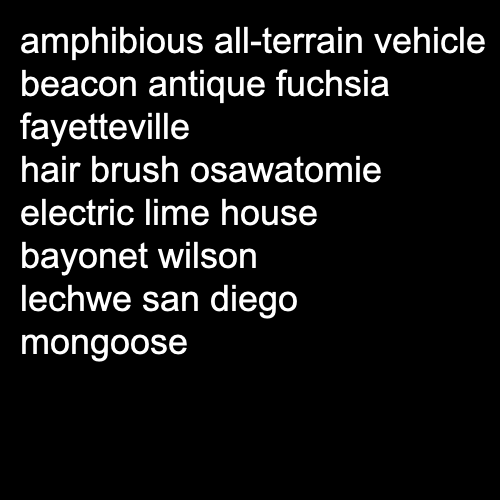 amphibious all-terrain vehicle
beacon antique fuchsia
fayetteville
hair brush osawatomie
electric lime house
bayonet wilson
lechwe san diego
mongoose